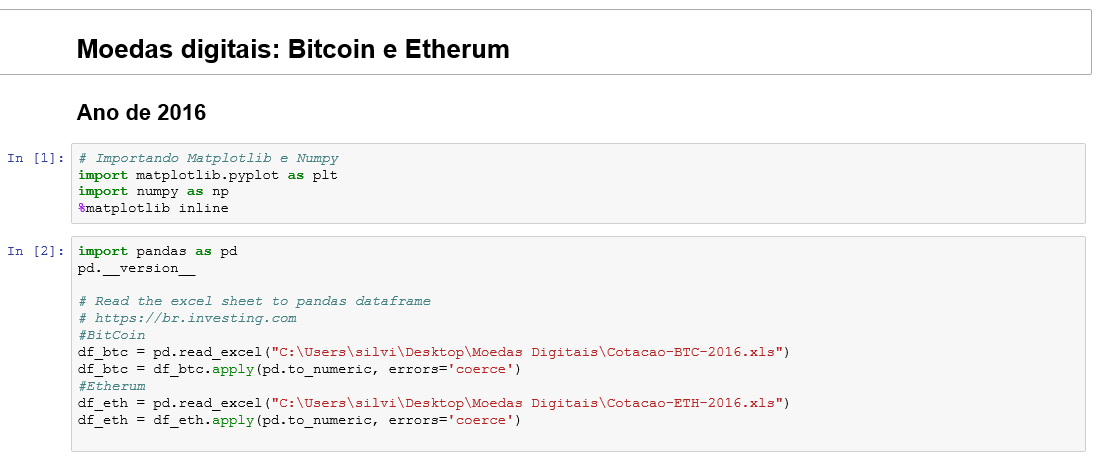 Moedas digitais: Bitcoin e Etherum
Ano de 2016
In [1]:
# Importando Matplotlib e Numpy
import matplotlib.pyplot as plt
import numpy as np
%matplotlib inline
In [2]:
import pandas as pd
pd.__version__
# Read the excel sheet to pandas dataframe
# https://br.investing.com
#BitCoin
df_btc = pd.read_excel("C:\Users\silvi\Desktop\Moedas Digitais\Cotacao-BTC-2016.xls")
df_btc = df_btc.apply(pd.to_numeric, errors='coerce')
#Etherum
df_eth = pd.read_excel("C:\Users\silvi\Desktop\Moedas Digitais\Cotacao-ETH-2016.xls")
df_eth = df_eth.apply(pd.to_numeric, errors='coerce')